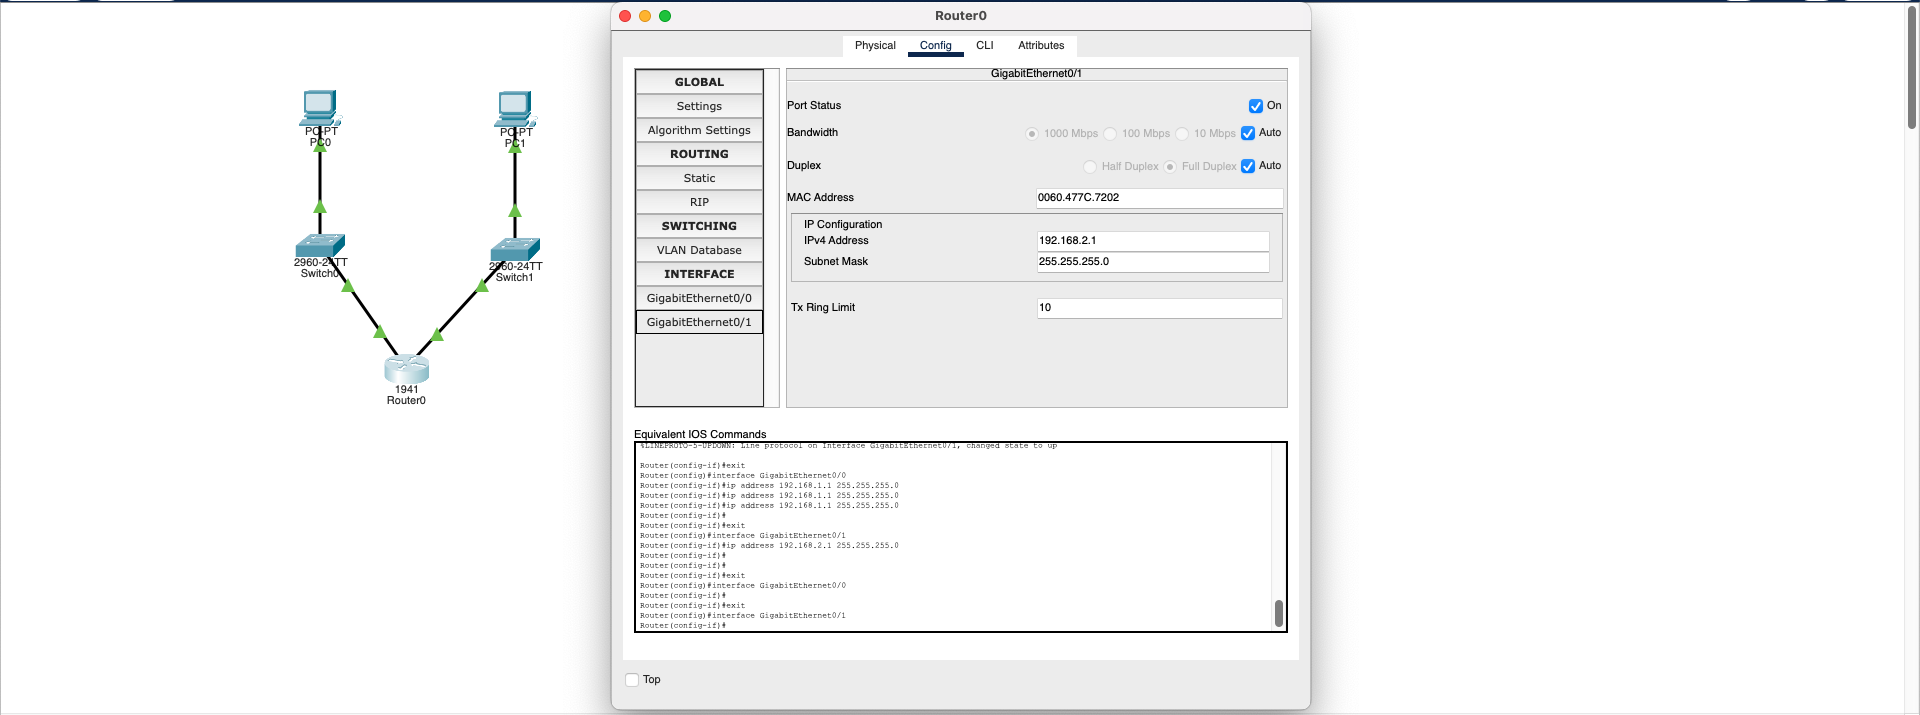 Router0
Physical
Config
CLI
Attributes
GLOBAL
Settings
Algorithm Settings
ROUTING
Static
RIP
SWITCHING
VLAN Database
INTERFACE
GigabitEthernet0/0
GigabitEthernet0/1
GigabitEthernet0/1
Port Status
On
Bandwidth
1000 Mbps
100 Mbps
10 Mbps
Auto
Duplex
Half Duplex
Full Duplex
Auto
MAC Address
0060.477C.7202
IP Configuration
IPv4 Address
192.168.2.1
Subnet Mask
255.255.255.0
Tx Ring Limit
10
Equivalent IOS Commands
%LINEPROTO-5-UPDOWN: Line protocol on Interface GigabitEthernet0/1, changed state to up
Router(config-if)#exit
Router(config)#interface GigabitEthernet0/0
Router(config-if)#ip address 192.168.1.1 255.255.255.0
Router(config-if)#ip address 192.168.1.1 255.255.255.0
Router(config-if)#ip address 192.168.1.1 255.255.255.0
Router(config-if)#
Router(config-if)#exit
Router(config)#interface GigabitEthernet0/1
Router(config-if)#ip address 192.168.2.1 255.255.255.0
Router(config-if)#
Router(config-if)#
Router(config-if)#exit
Router(config)#interface GigabitEthernet0/0
Router(config-if)#
Router(config-if)#exit
Router(config)#interface GigabitEthernet0/1
Router(config-if)#
Top
PC-PT
PC0
PC-PT
PC1
2960-24TT
Switch0
2960-24TT
Switch1
1941
Router0